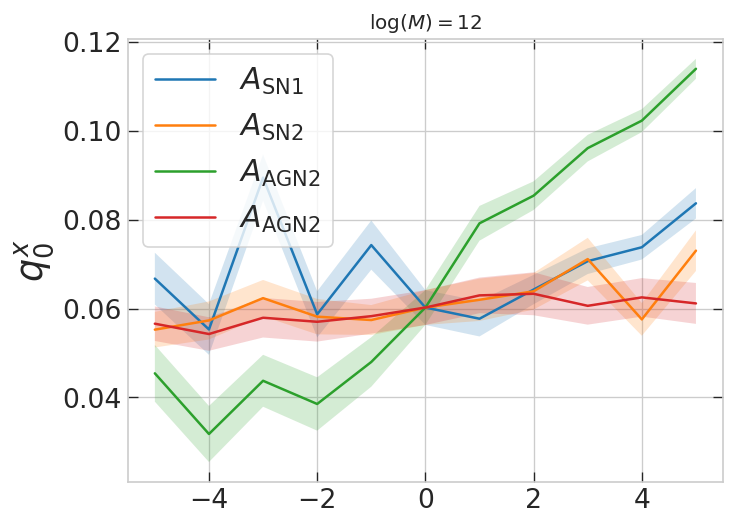 log(M) = 12
0.12
0.10
0.08
0.06
0.04
q_0^x
A_SN1
A_SN2
A_AGN2
A_AGN2
−4 −2 0 2 4